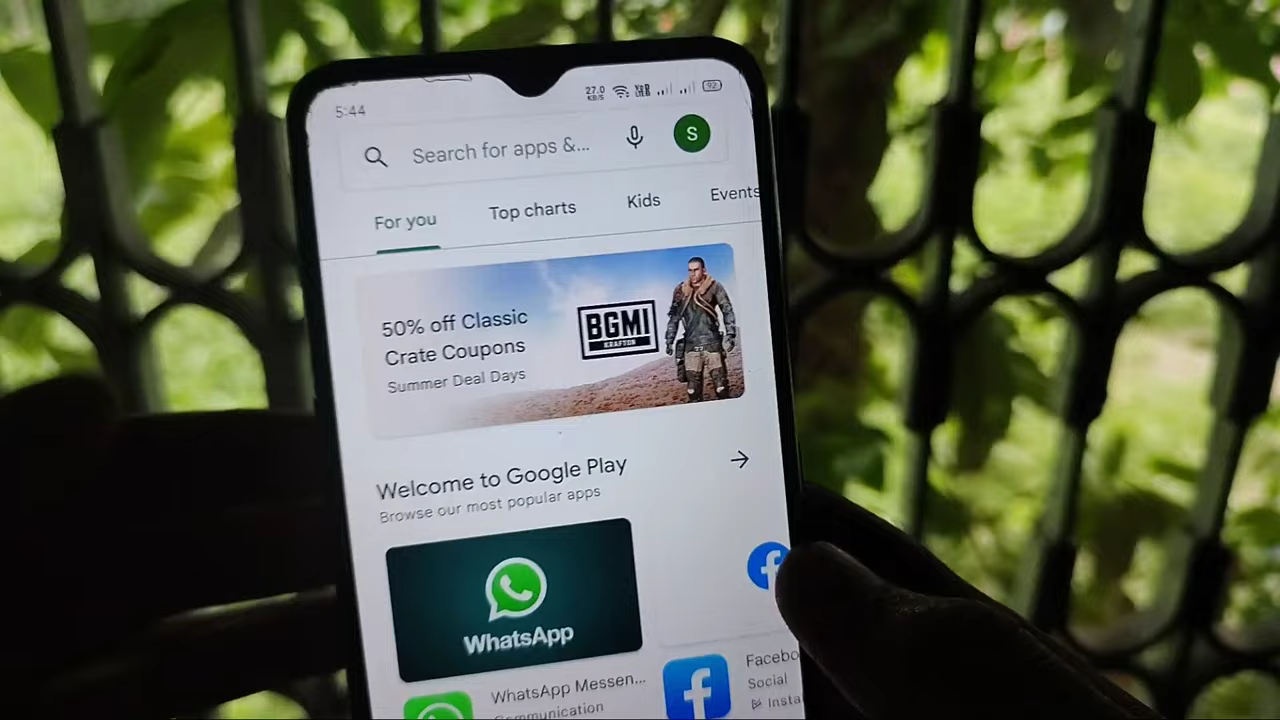 5:44
27.0
KB/S
92
Search for apps &...
S
For you
Top charts
Kids
Events
50% off Classic
Crate Coupons
Summer Deal Days
BGMI
KRAFTON
Welcome to Google Play
Browse our most popular apps
WhatsApp
WhatsApp Messen...
Communication
Facebo
Social
Insta